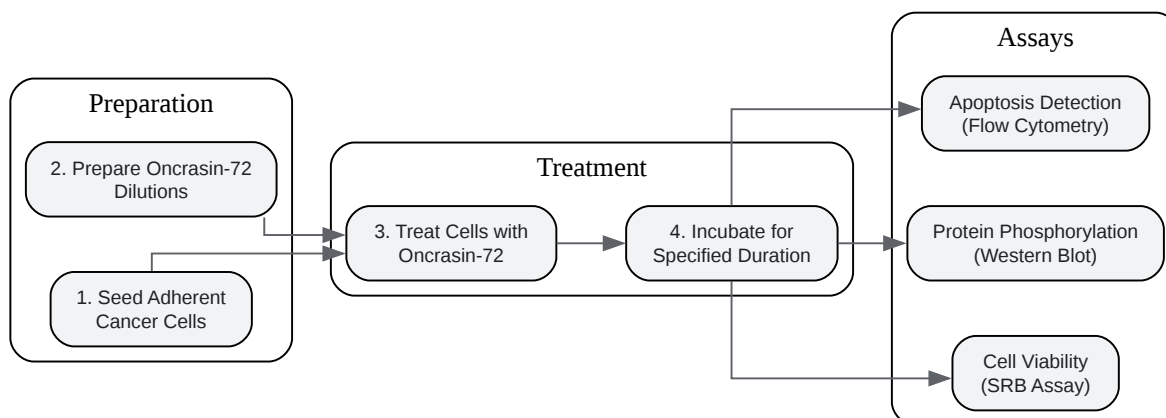 Preparation
2. Prepare Oncrasin-72
Dilutions
1. Seed Adherent
Cancer Cells
Treatment
3. Treat Cells with
Oncrasin-72
4. Incubate for
Specified Duration
Assays
Apoptosis Detection
(Flow Cytometry)
Protein Phosphorylation
(Western Blot)
Cell Viability
(SRB Assay)